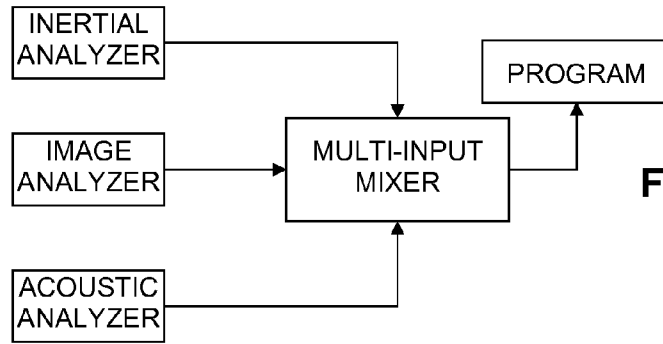 INERTIAL
ANALYZER
PROGRAM
IMAGE
ANALYZER
MULTI-INPUT
MIXER
F
ACOUSTIC
ANALYZER